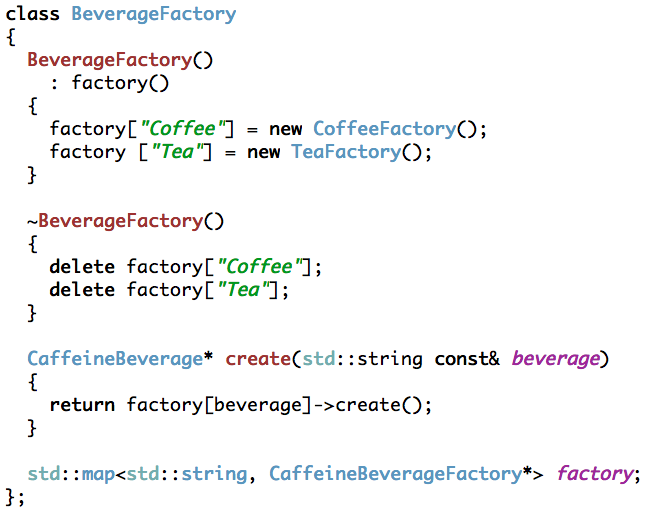 class BeverageFactory
{
  BeverageFactory()
    : factory()
  {
    factory["Coffee"] = new CoffeeFactory();
    factory ["Tea"] = new TeaFactory();
  }

  ~BeverageFactory()
  {
    delete factory["Coffee"];
    delete factory["Tea"];
  }

  CaffeineBeverage* create(std::string const& beverage)
  {
    return factory[beverage]->create();
  }

  std::map<std::string, CaffeineBeverageFactory*> factory;
};